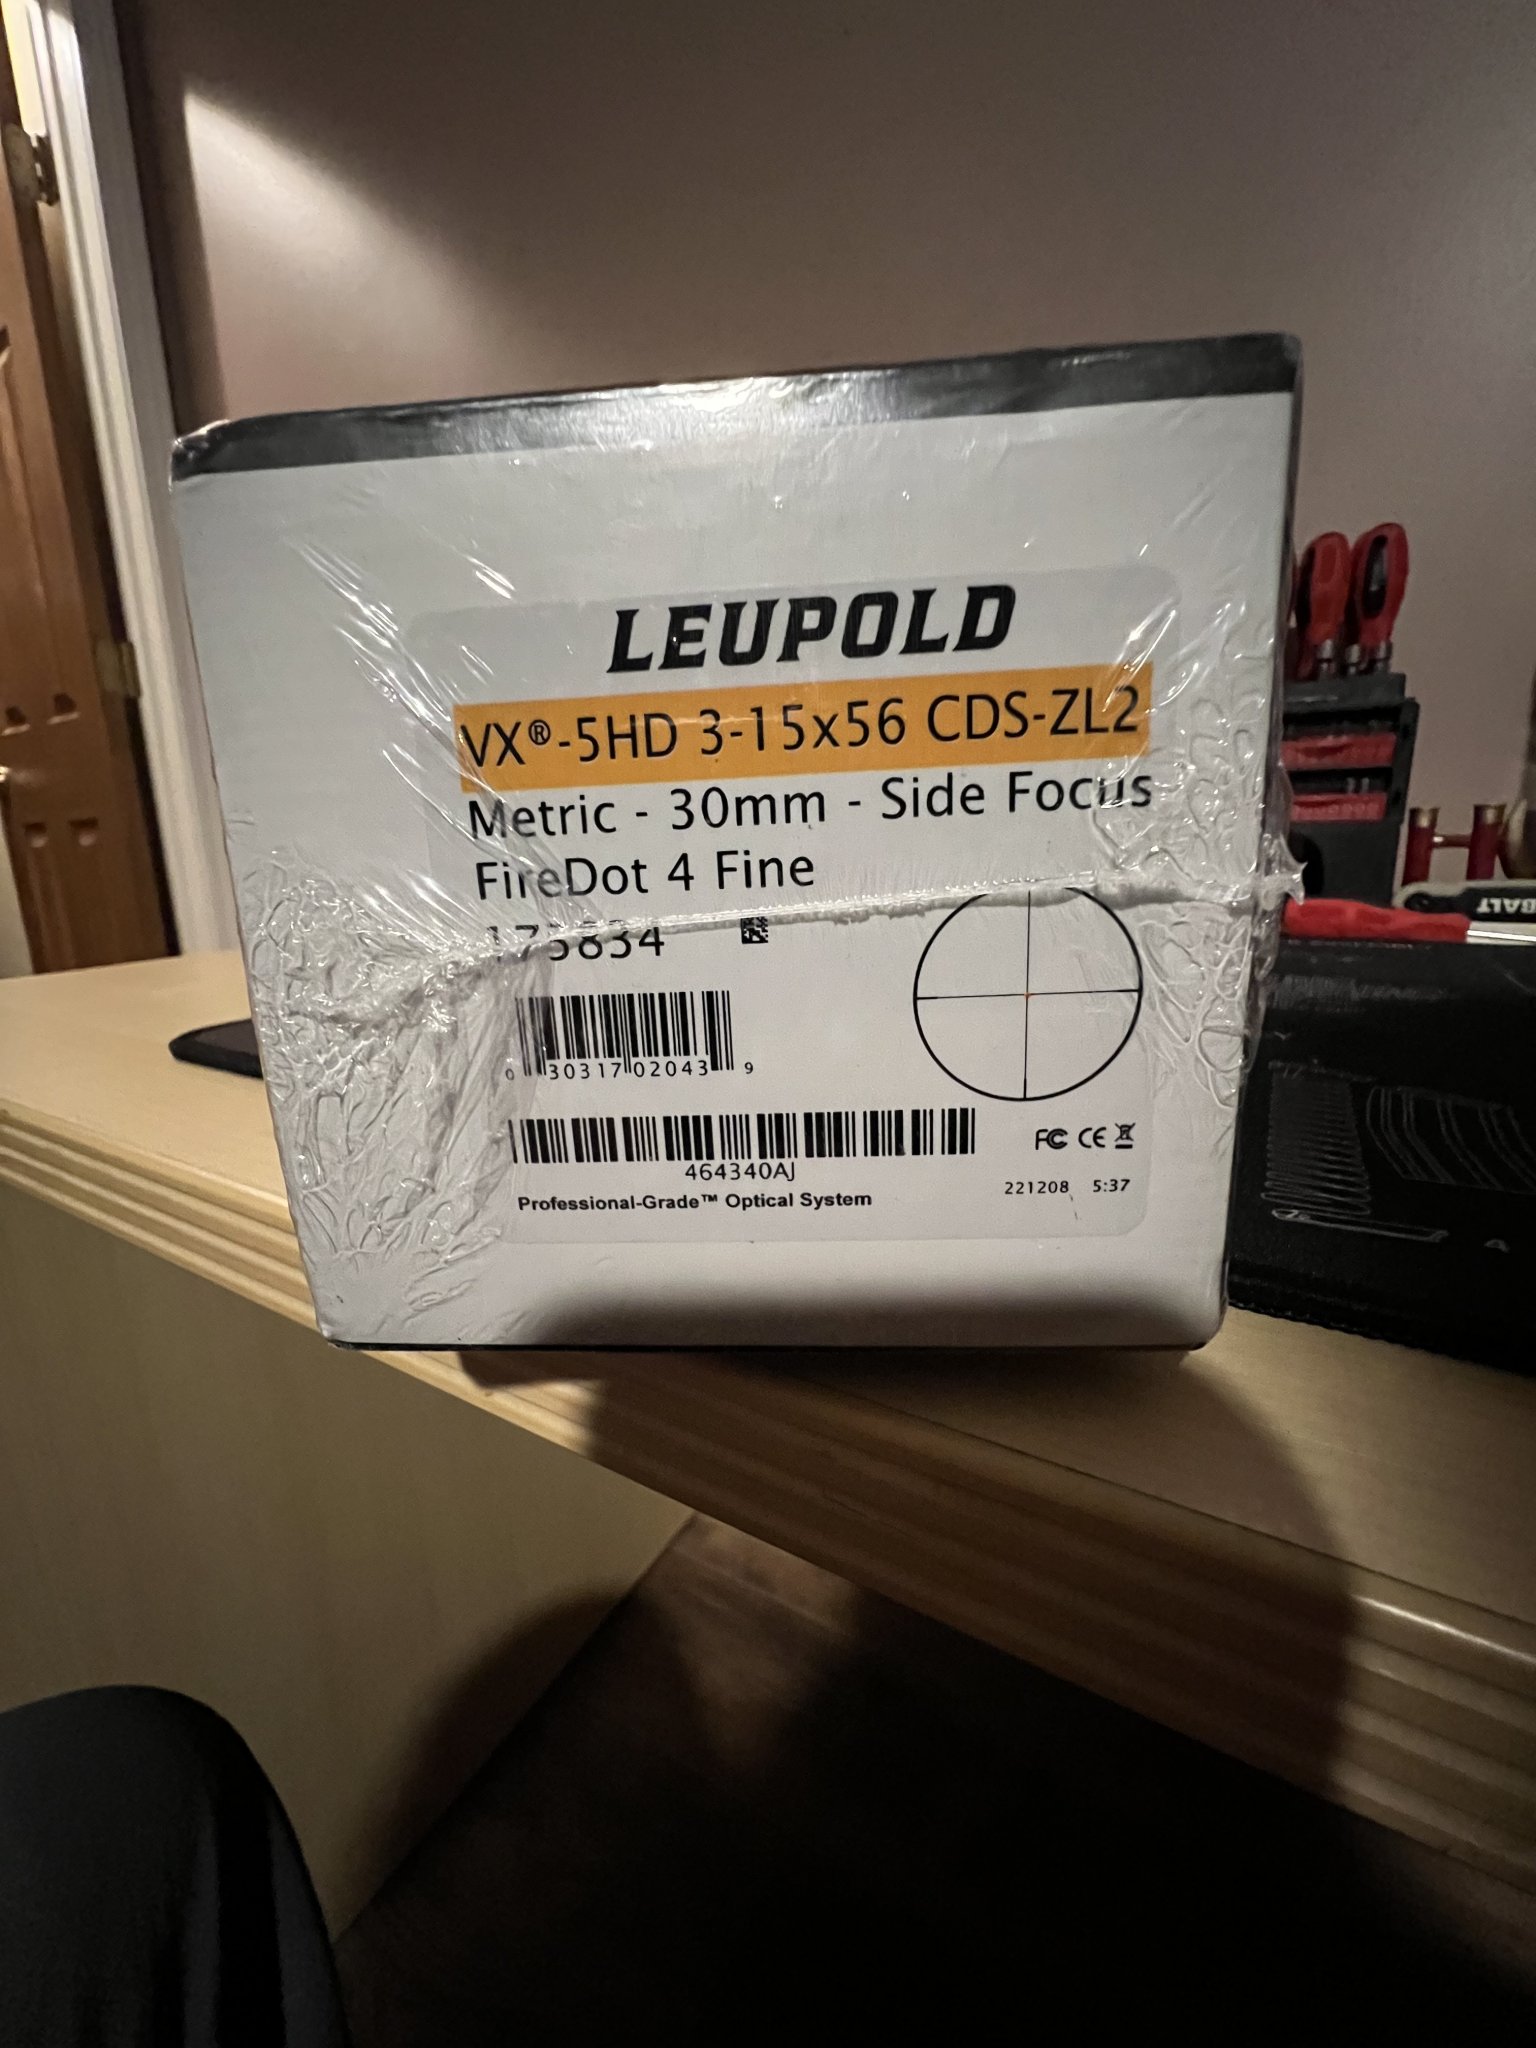 LEUPOLD
VX®-5HD 3-15x56 CDS-ZL2
Metric - 30mm - Side Focus
FireDot 4 Fine
175834
0 30317 02043 9
464340AJ
FC CE
Professional-Grade™ Optical System
221208 5:37